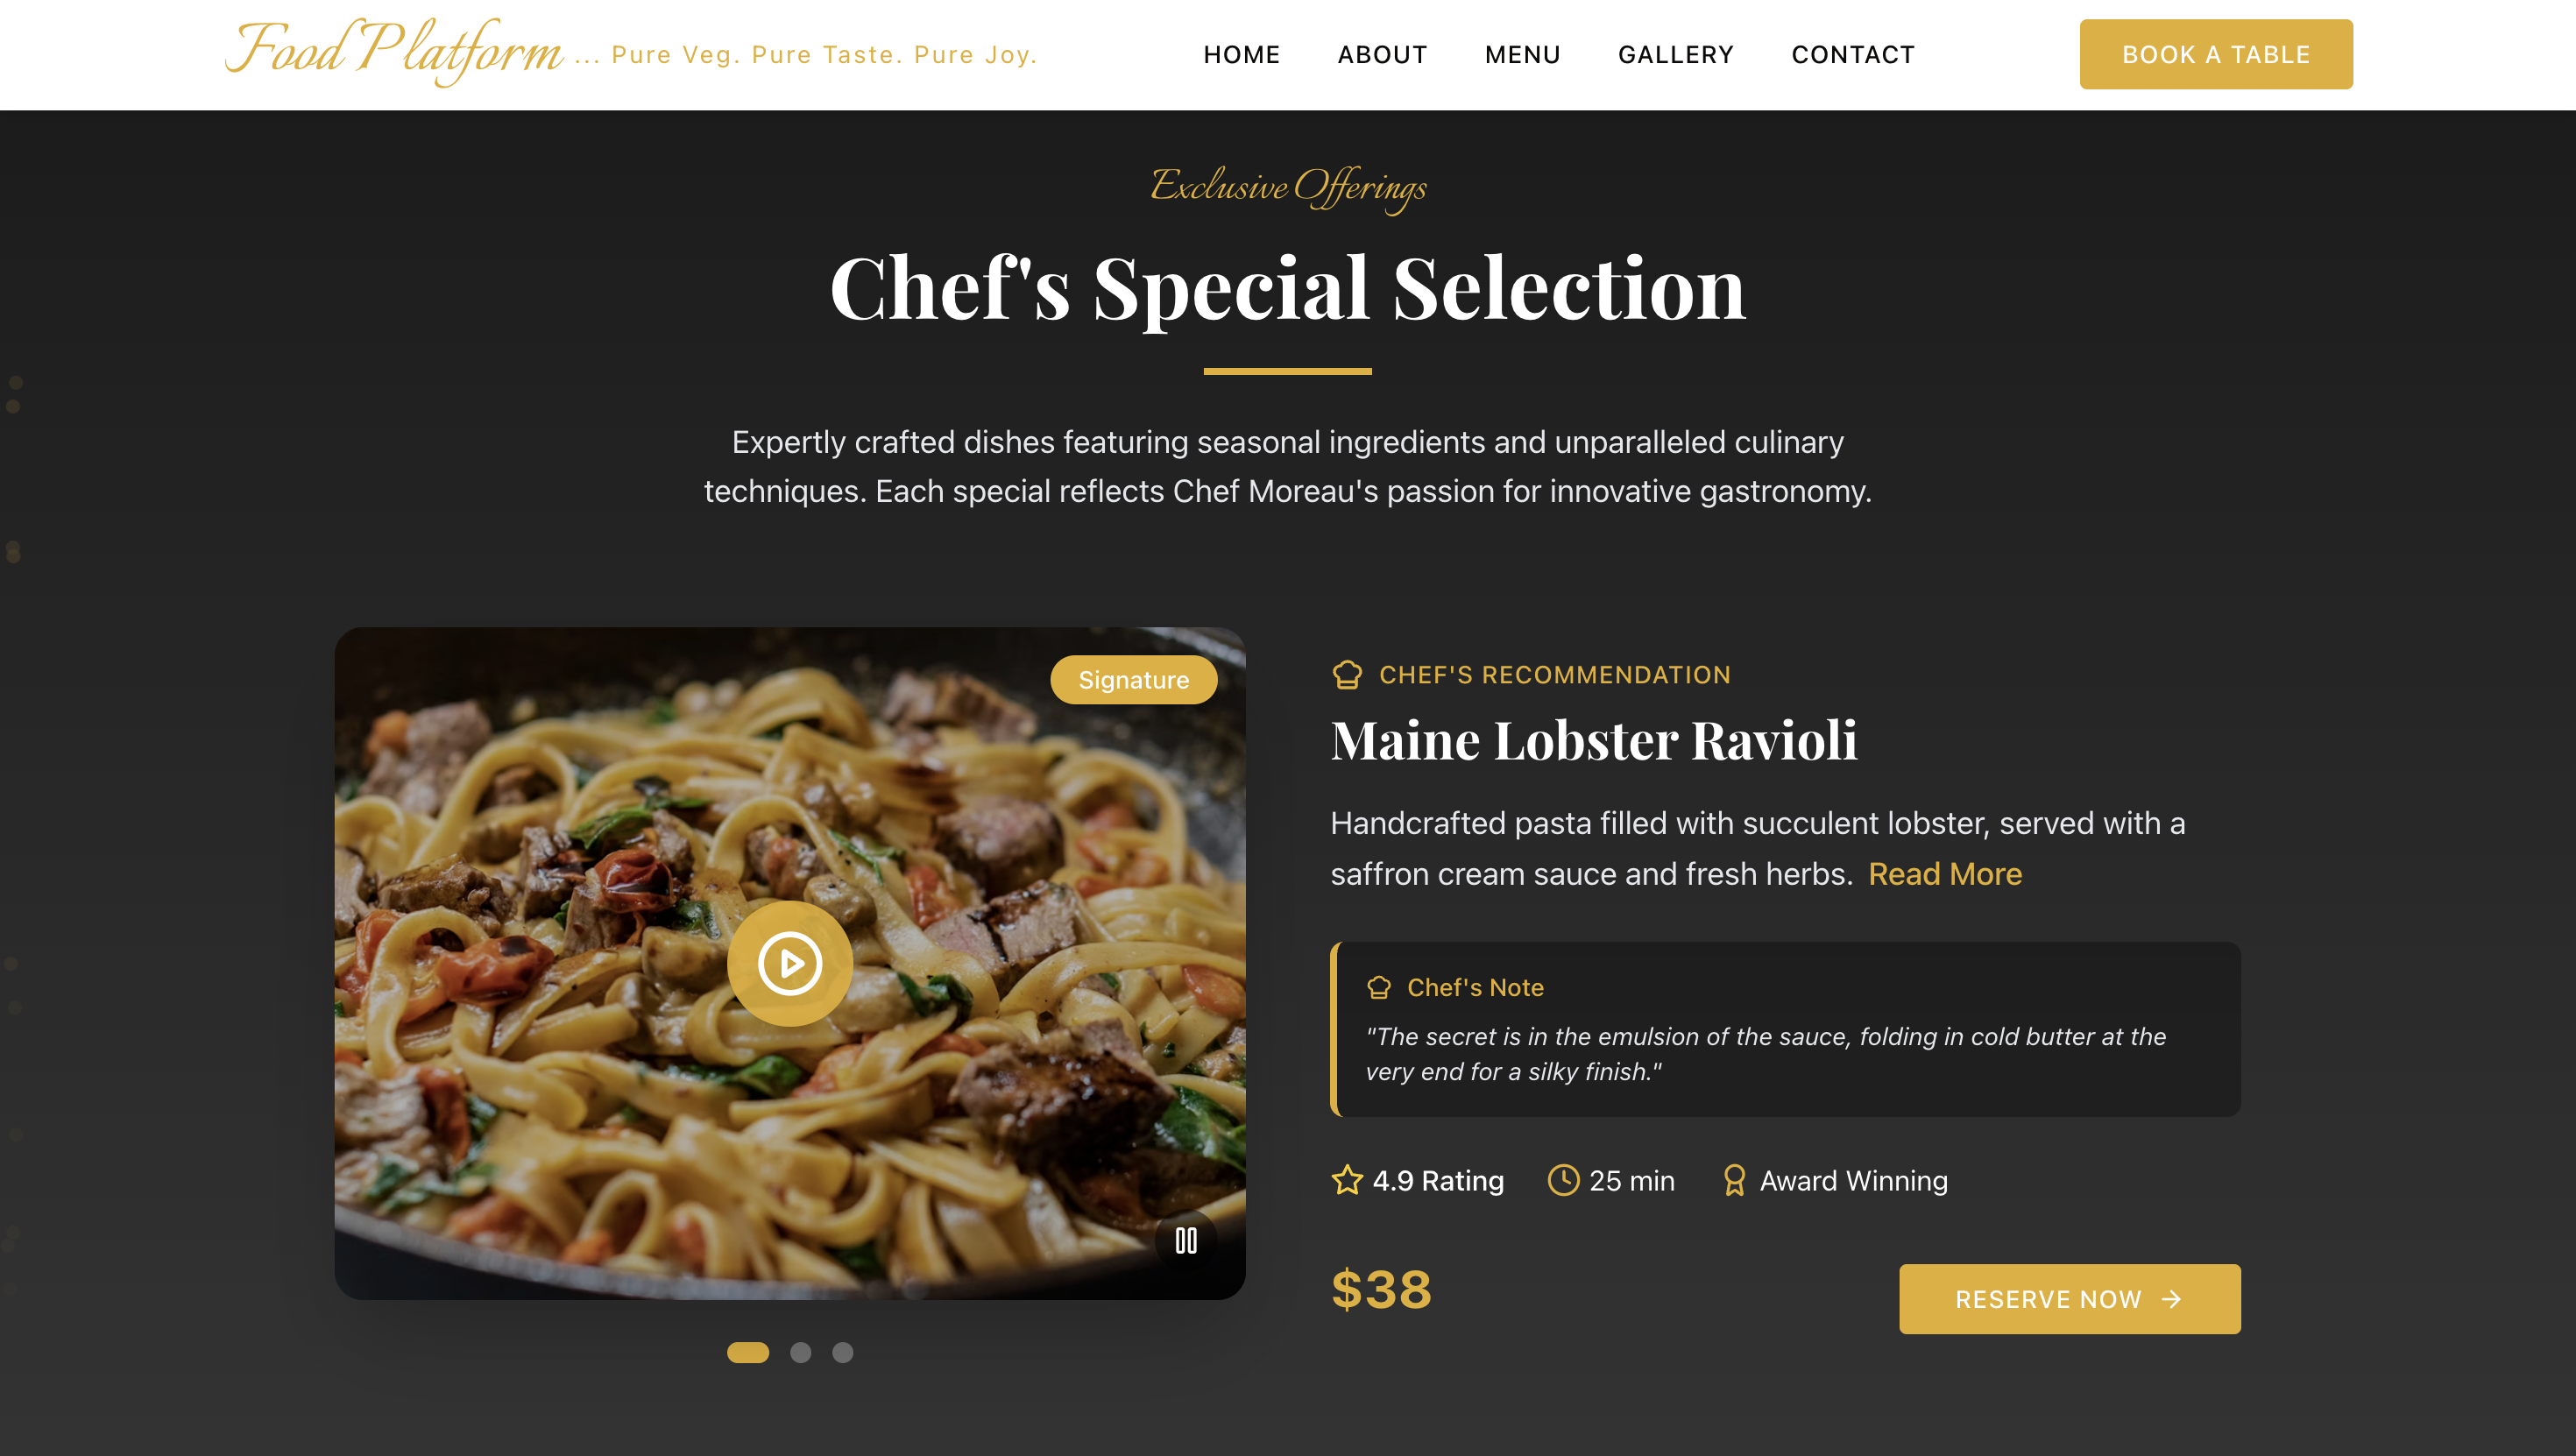 Food Platform ... Pure Veg. Pure Taste. Pure Joy.
HOME
ABOUT
MENU
GALLERY
CONTACT
BOOK A TABLE
Exclusive Offerings
Chef's Special Selection
Expertly crafted dishes featuring seasonal ingredients and unparalleled culinary
techniques. Each special reflects Chef Moreau's passion for innovative gastronomy.
Signature
CHEF'S RECOMMENDATION
Maine Lobster Ravioli
Handcrafted pasta filled with succulent lobster, served with a
saffron cream sauce and fresh herbs. Read More
Chef's Note
"The secret is in the emulsion of the sauce, folding in cold butter at the
very end for a silky finish."
4.9 Rating
25 min
Award Winning
$38
RESERVE NOW